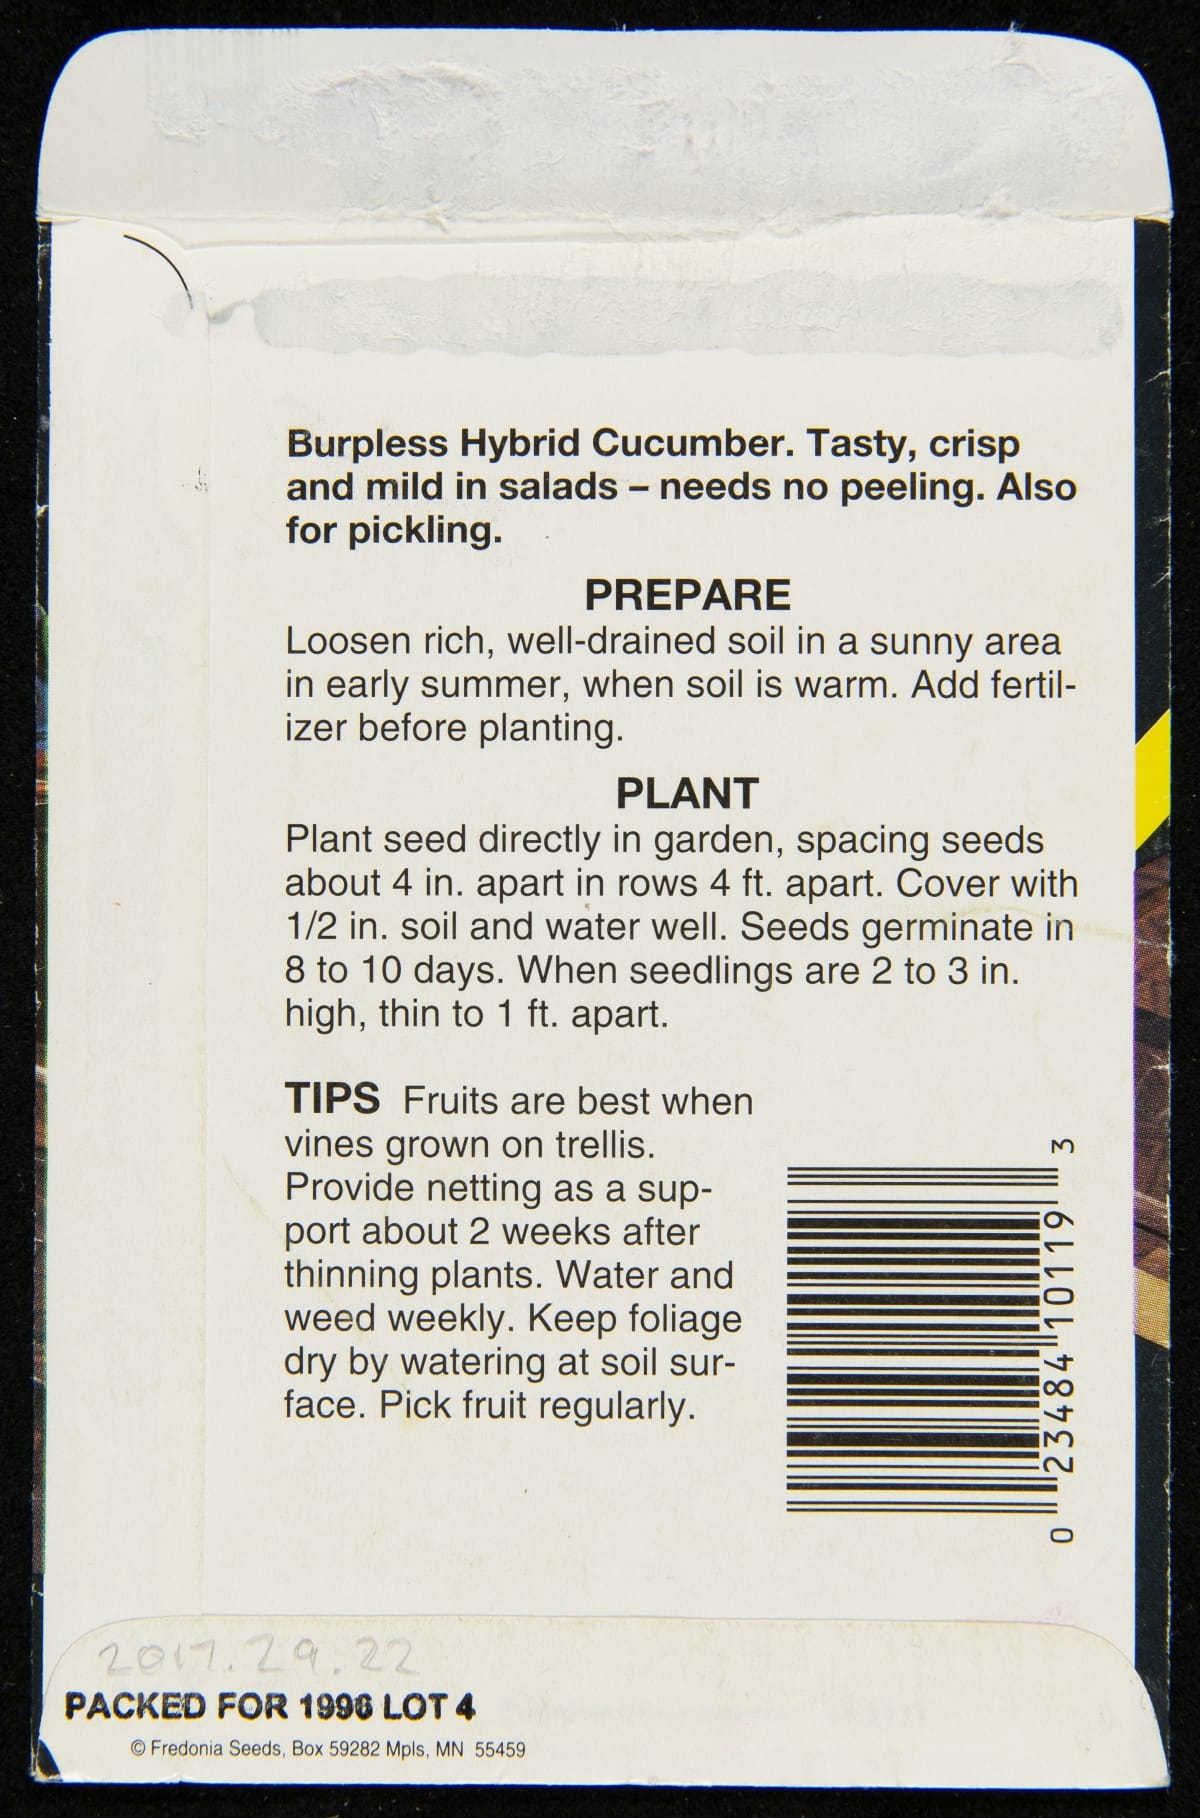 Burpless Hybrid Cucumber. Tasty, crisp
and mild in salads – needs no peeling. Also
for pickling.
PREPARE
Loosen rich, well-drained soil in a sunny area
in early summer, when soil is warm. Add fertil-
izer before planting.
PLANT
Plant seed directly in garden, spacing seeds
about 4 in. apart in rows 4 ft. apart. Cover with
1/2 in. soil and water well. Seeds germinate in
8 to 10 days. When seedlings are 2 to 3 in.
high, thin to 1 ft. apart.
TIPS Fruits are best when
vines grown on trellis.
Provide netting as a sup-
port about 2 weeks after
thinning plants. Water and
weed weekly. Keep foliage
dry by watering at soil sur-
face. Pick fruit regularly.
0 23484 10119 3
2017.29.22
PACKED FOR 1996 LOT 4
© Fredonia Seeds, Box 59282 Mpls, MN 55459